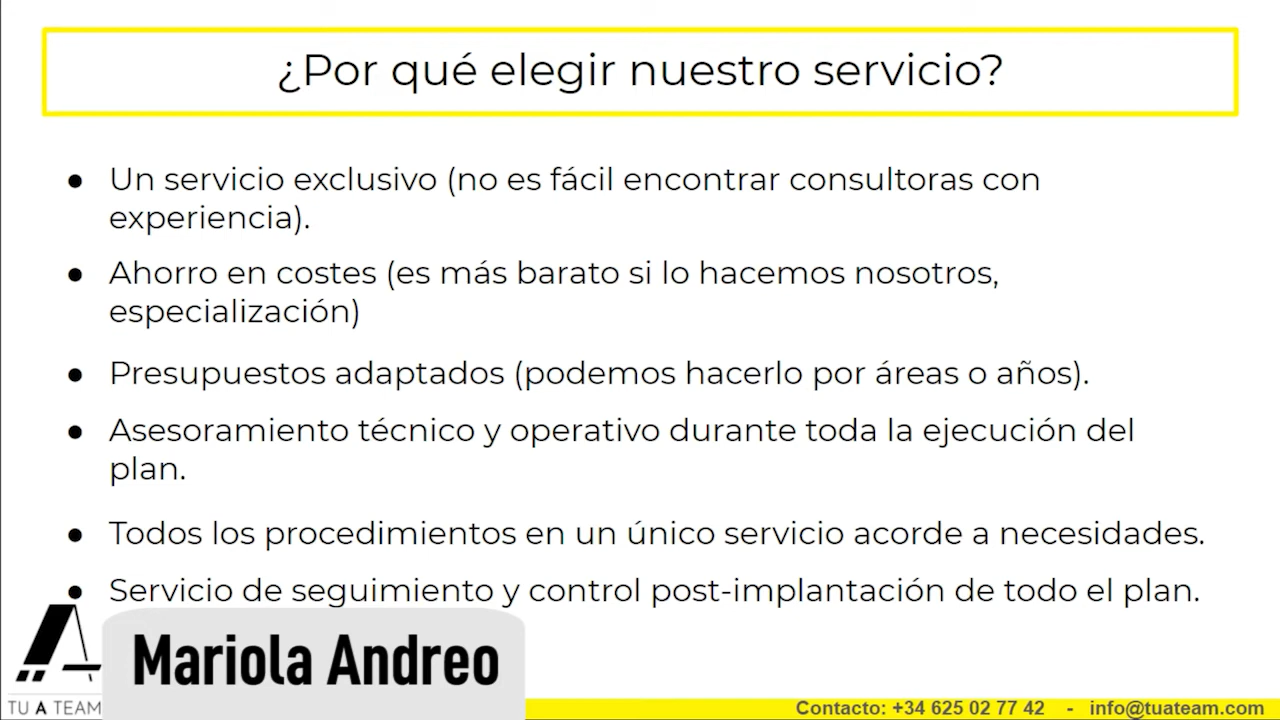 ¿Por qué elegir nuestro servicio?
● Un servicio exclusivo (no es fácil encontrar consultoras con
experiencia).
● Ahorro en costes (es más barato si lo hacemos nosotros,
especialización)
● Presupuestos adaptados (podemos hacerlo por áreas o años).
● Asesoramiento técnico y operativo durante toda la ejecución del
plan.
● Todos los procedimientos en un único servicio acorde a necesidades.
● Servicio de seguimiento y control post-implantación de todo el plan.
Mariola Andreo
TU A TEAM
Contacto: +34 625 02 77 42 - info@tuateam.com